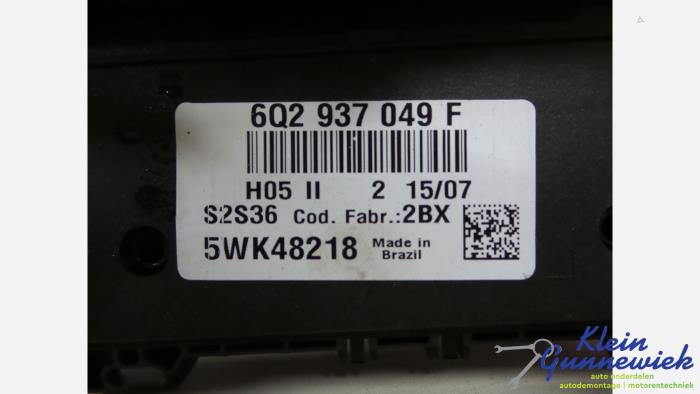 6Q2 937 049 F
H05 II 2 15/07
S2S36 Cod. Fabr.:2BX
5WK48218 Made in Brazil
Klein
Gunnewiek
auto onderdelen
autodemontage | motorentechniek